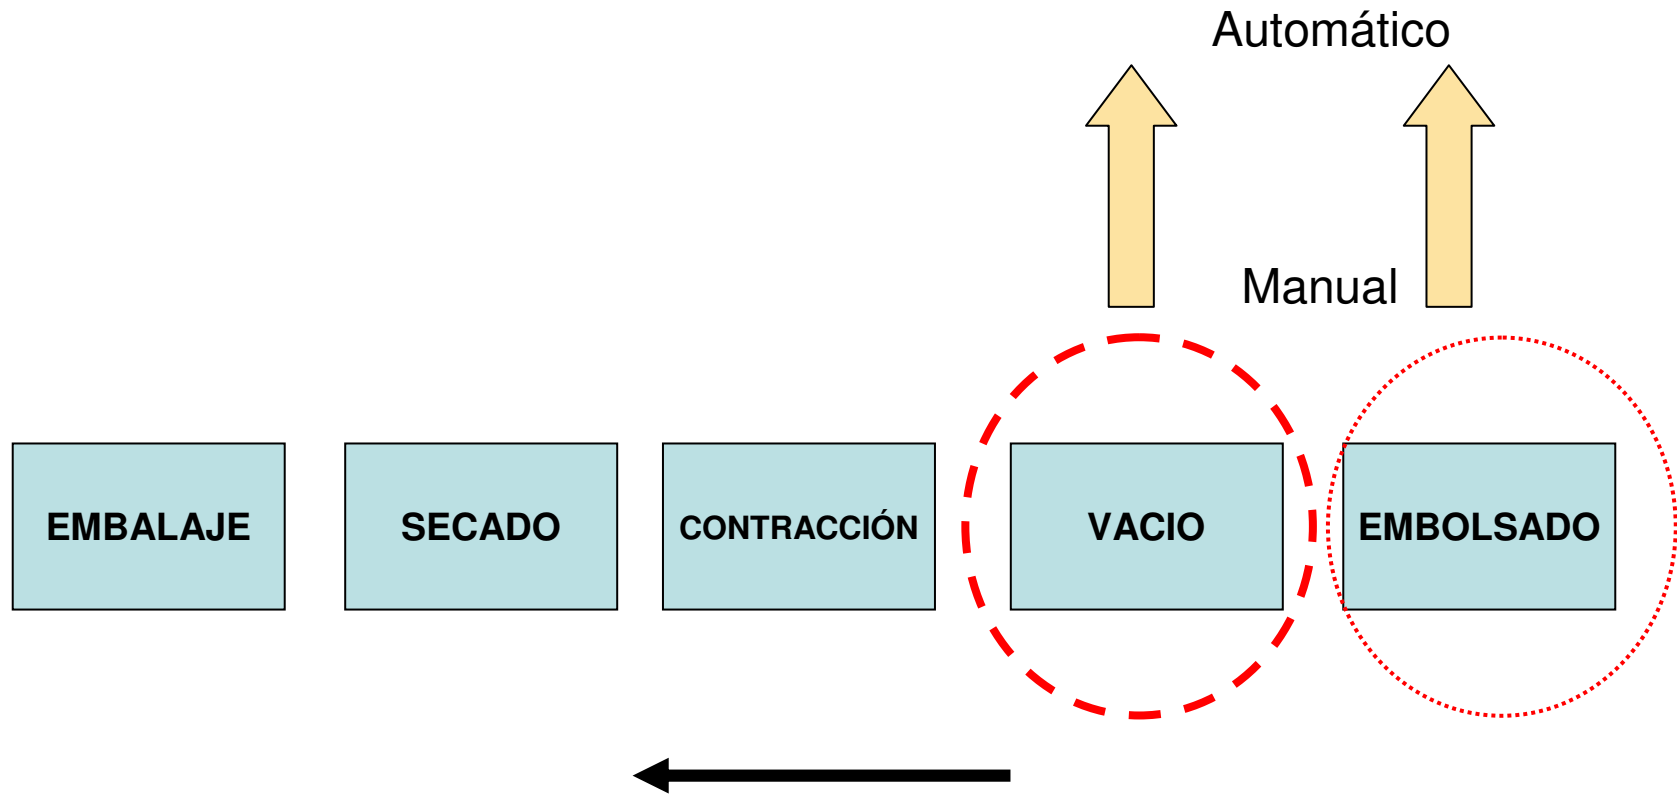 Automático
Manual
EMBALAJE
SECADO
CONTRACCIÓN
VACIO
EMBOLSADO